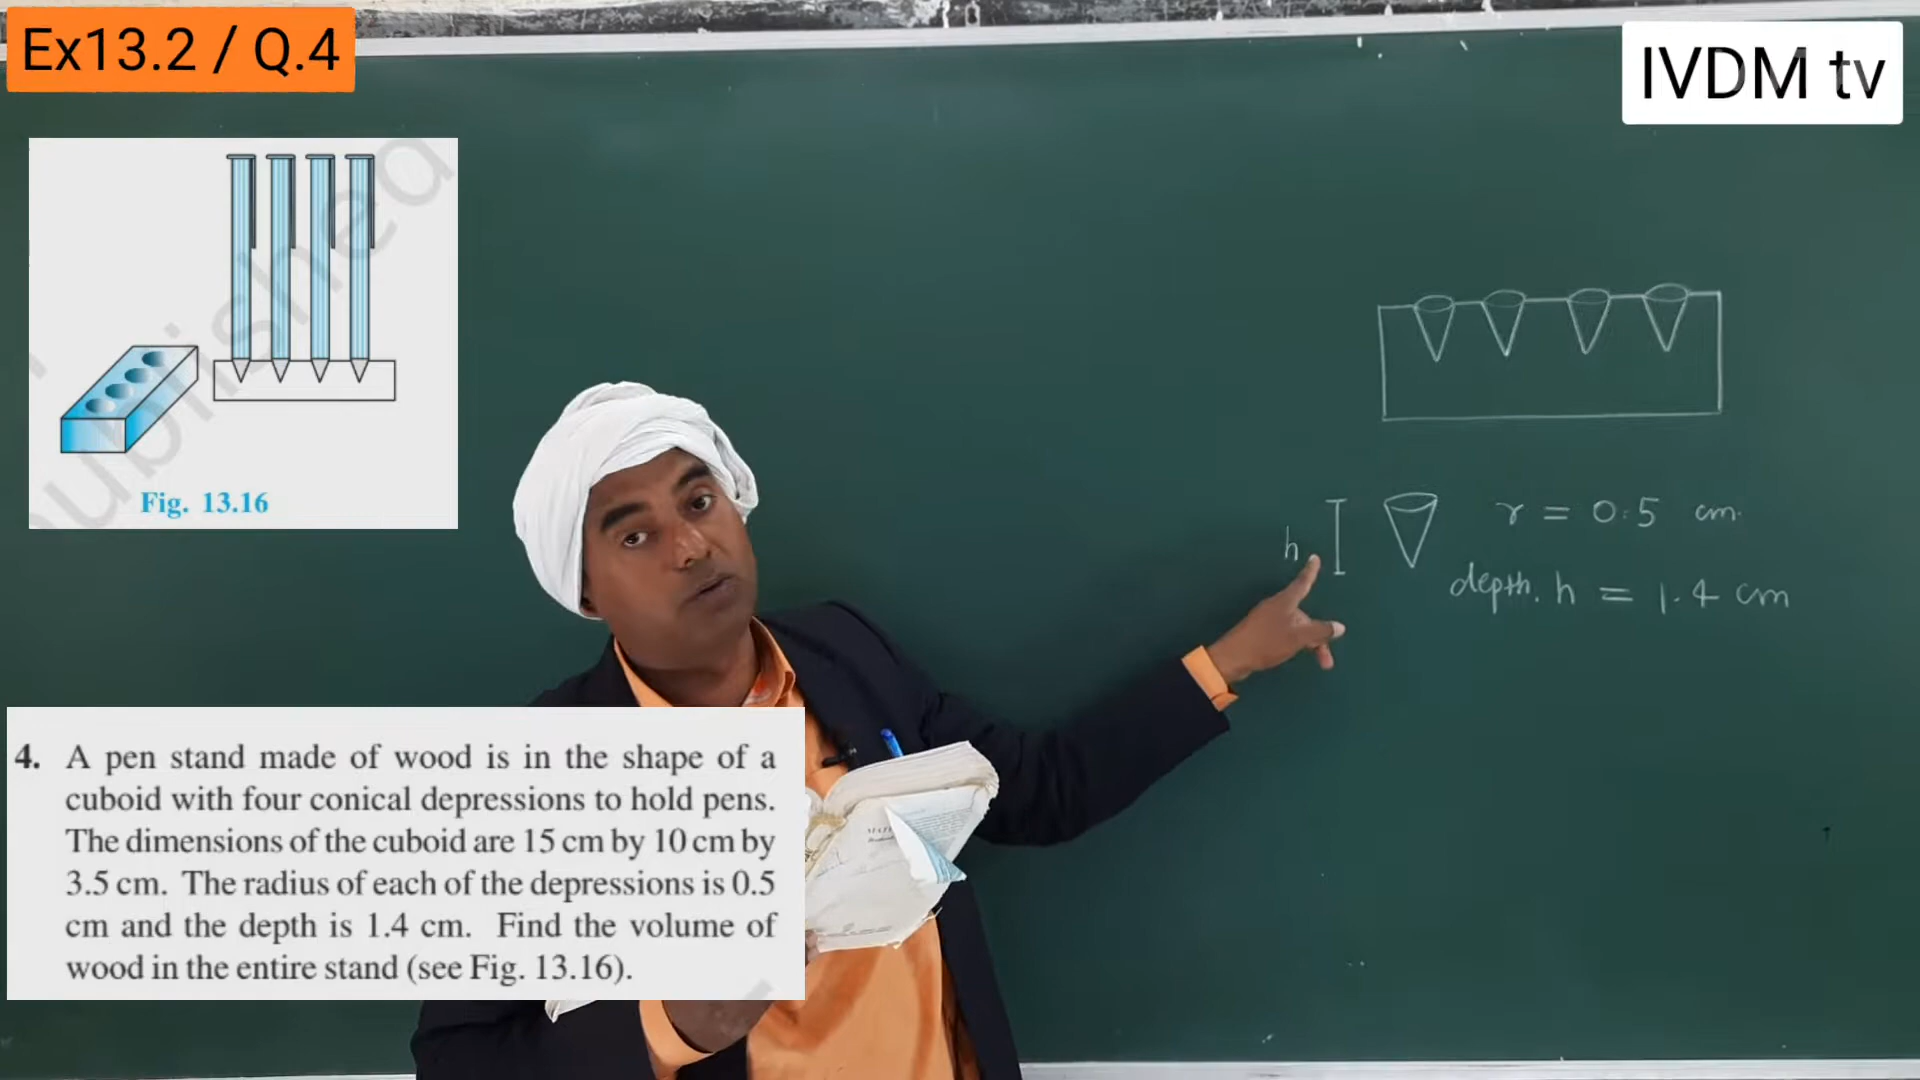 Ex13.2 / Q.4
IVDM tv
Fig. 13.16
h
r = 0.5 cm.
depth. h = 1.4 cm
4. A pen stand made of wood is in the shape of a
cuboid with four conical depressions to hold pens.
The dimensions of the cuboid are 15 cm by 10 cm by
3.5 cm. The radius of each of the depressions is 0.5
cm and the depth is 1.4 cm. Find the volume of
wood in the entire stand (see Fig. 13.16).